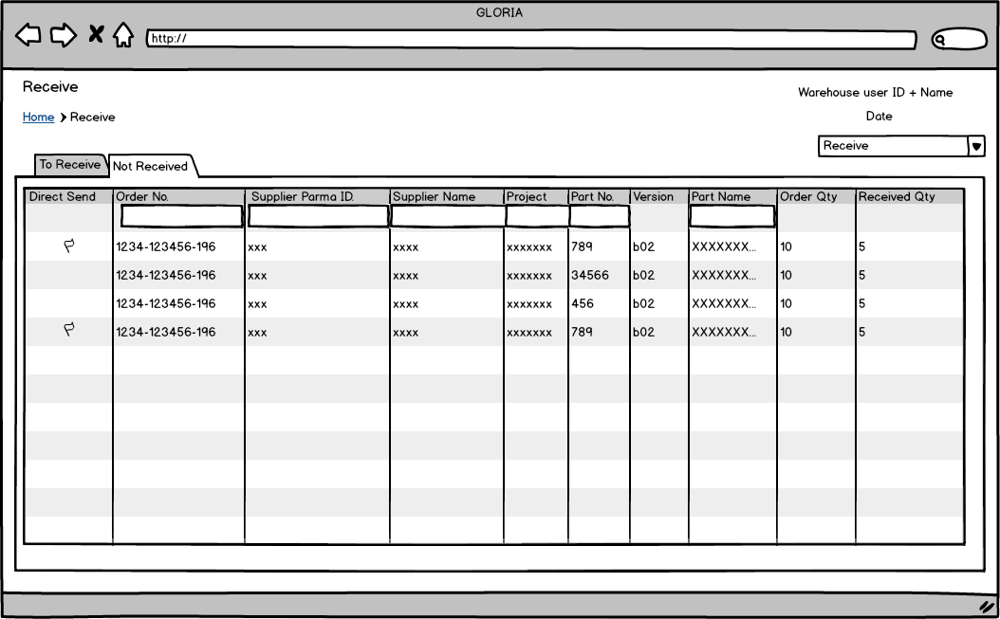 GLORIA
http://
Receive
Warehouse user ID + Name
Home Receive
Date
Receive
To Receive Not Received
Direct Send Order No. Supplier Parma ID. Supplier Name Project Part No. Version Part Name Order Qty Received Qty
1234-123456-196 xxx xxxx xxxxxxx 789 b02 XXXXXXX... 10 5
1234-123456-196 xxx xxxx xxxxxxx 34566 b02 XXXXXXX... 10 5
1234-123456-196 xxx xxxx xxxxxxx 456 b02 XXXXXXX... 10 5
1234-123456-196 xxx xxxx xxxxxxx 789 b02 XXXXXXX... 10 5